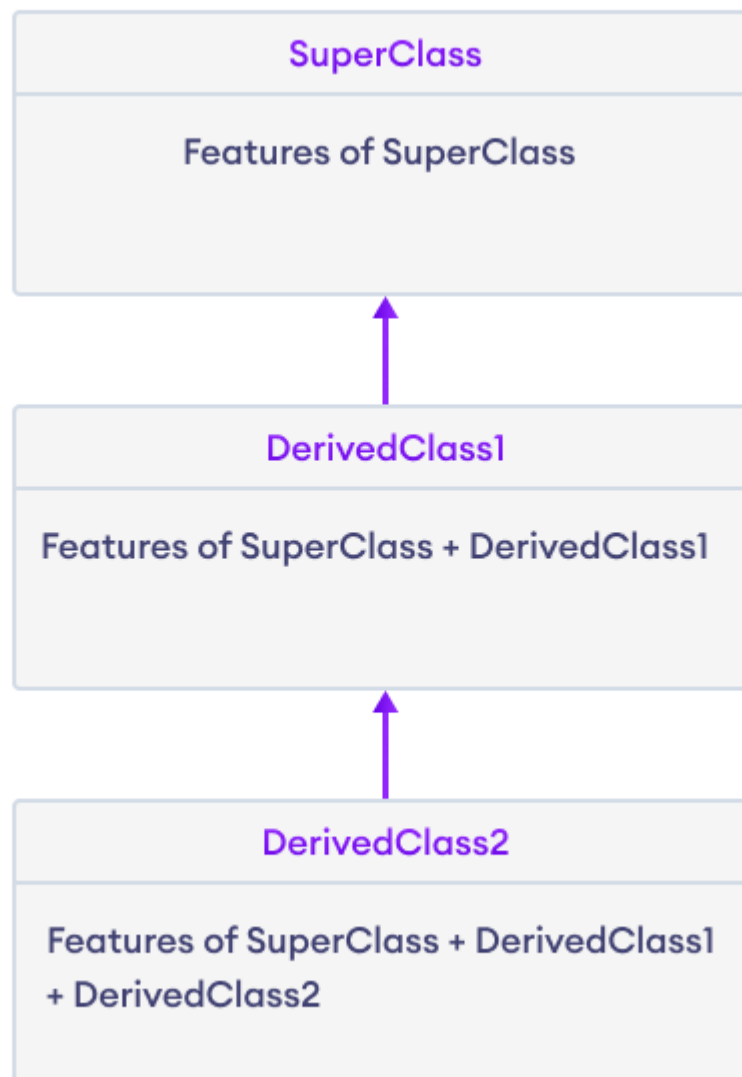 SuperClass
Features of SuperClass
DerivedClass1
Features of SuperClass + DerivedClass1
DerivedClass2
Features of SuperClass + DerivedClass1
+ DerivedClass2